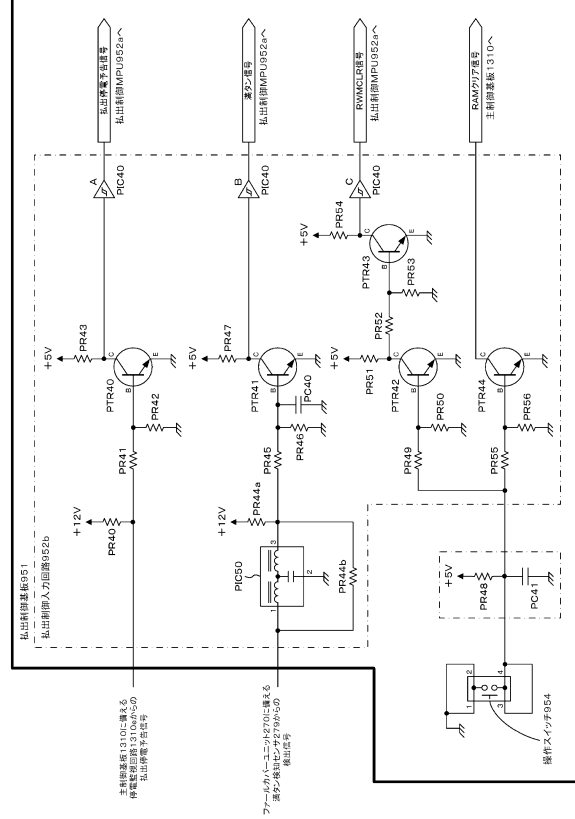 払出制御基板951
払出制御入力回路952b
主制御基板1310に備える
停電監視回路1310eからの
払出停電予告信号
+12V
PR40
PR41
PR42
+5V
PR43
PTR40
B
C
E
A
PIC40
払出停電予告信号
払出制御MPU952aへ
ファールカバーユニット270に備える
満タン検知センサ279からの
検出信号
PIC50
1
2
3
+12V
PR44a
PR44b
PR45
PR46
PC40
+5V
PR47
PTR41
B
C
E
B
PIC40
満タン信号
払出制御MPU952aへ
PR49
PR50
+5V
PR51
PTR42
B
C
E
PR52
PR53
+5V
PR54
PTR43
B
C
E
C
PIC40
RWMCLR信号
払出制御MPU952aへ
操作スイッチ954
1
2
3
4
+5V
PR48
PC41
PR55
PR56
PTR44
B
C
E
RAMクリア信号
主制御基板1310へ